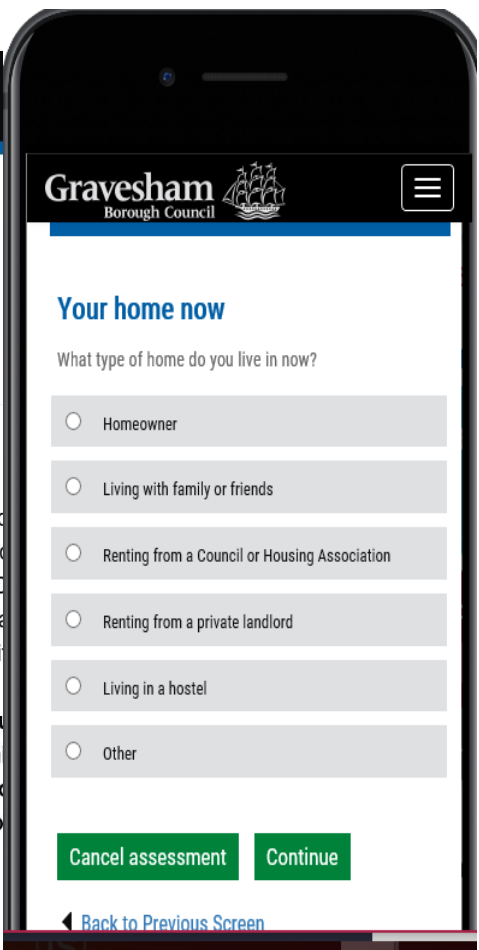 Gravesham
Borough Council
Your home now
What type of home do you live in now?
Homeowner
Living with family or friends
Renting from a Council or Housing Association
Renting from a private landlord
Living in a hostel
Other
Cancel assessment Continue
Back to Previous Screen